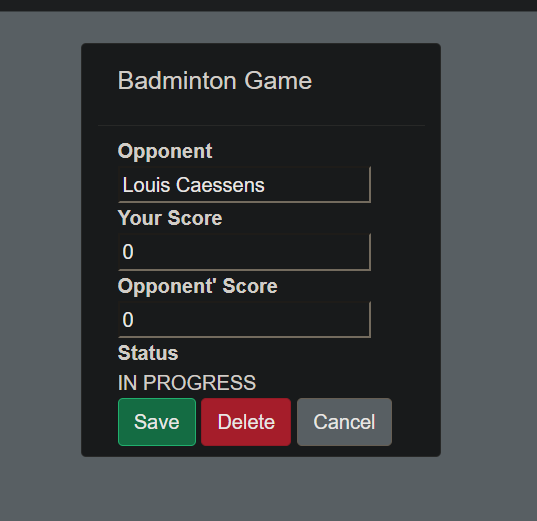 Badminton Game
Opponent
Louis Caessens
Your Score
0
Opponent' Score
0
Status
IN PROGRESS
Save Delete Cancel